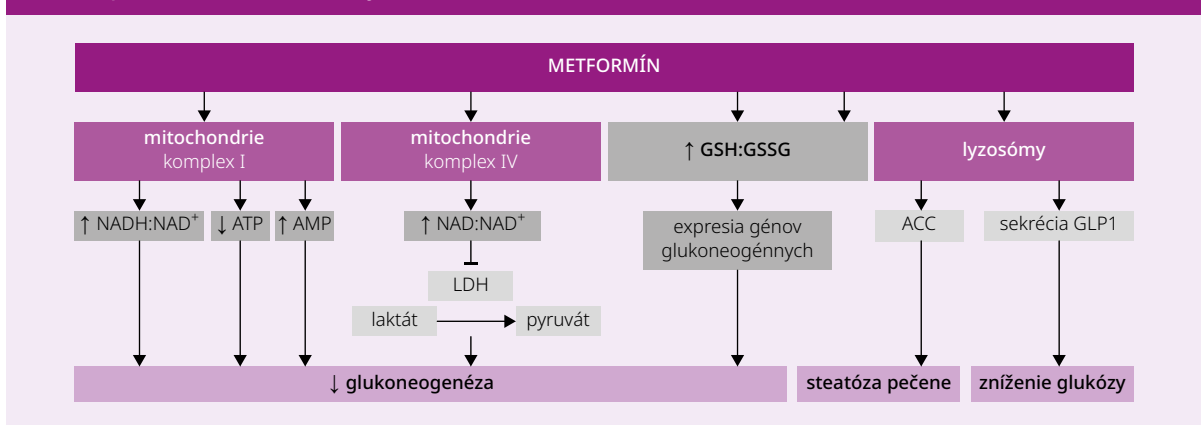 METFORMÍN
mitochondrie
komplex I
mitochondrie
komplex IV
↑ GSH:GSSG
lyzosómy
↑ NADH:NAD⁺
↓ ATP
↑ AMP
↑ NAD:NAD⁺
expresia génov
glukoneogénnych
ACC
sekrécia GLP1
LDH
laktát
pyruvát
↓ glukoneogenéza
steatóza pečene
zníženie glukózy